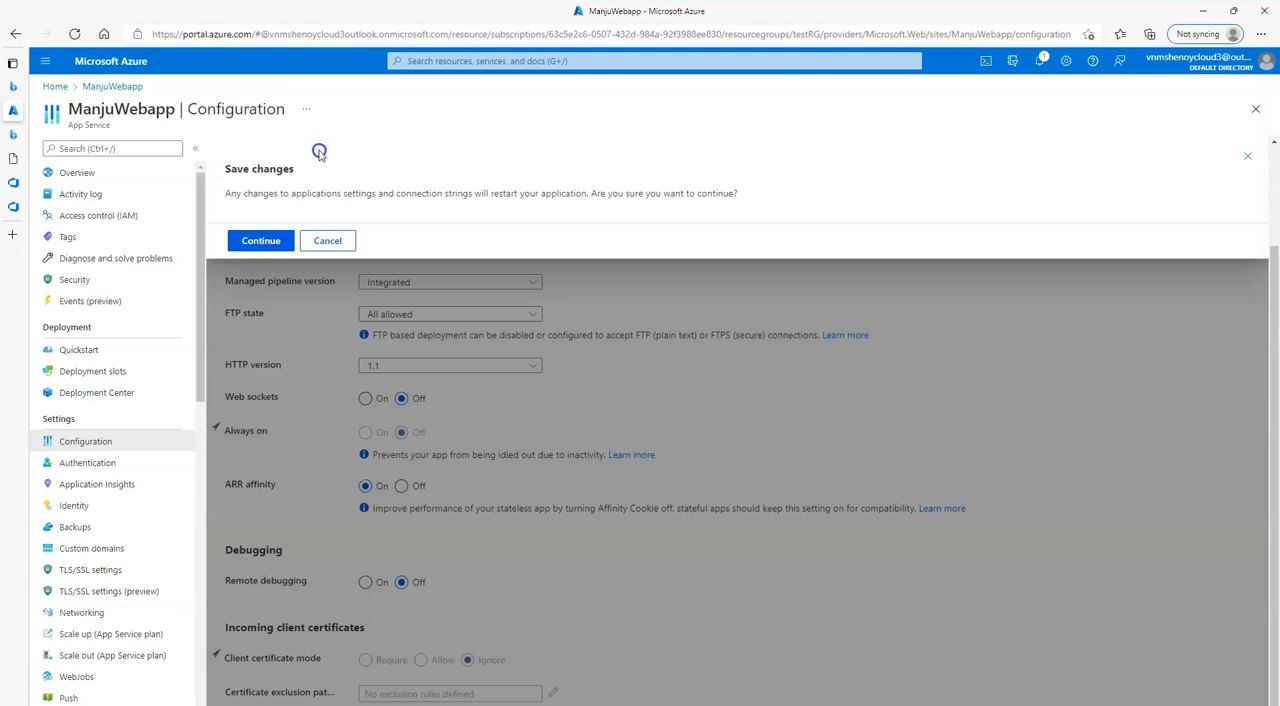 ManjuWebapp - Microsoft Azure
https://portal.azure.com/#@vnmshenoycloud3outlook.onmicrosoft.com/resource/subscriptions/63c5e2c6-0507-432d-984a-92f3988ee830/resourcegroups/testRG/providers/Microsoft.Web/sites/ManjuWebapp/configuration
Not syncing
Microsoft Azure
Search resources, services, and docs (G+/)
1
vnmshenoycloud3@out...
DEFAULT DIRECTORY
Home > ManjuWebapp
ManjuWebapp | Configuration ...
App Service
Search (Ctrl+/)
«
Overview
Activity log
Access control (IAM)
Tags
Diagnose and solve problems
Security
Events (preview)
Deployment
Quickstart
Deployment slots
Deployment Center
Settings
Configuration
Authentication
Application Insights
Identity
Backups
Custom domains
TLS/SSL settings
TLS/SSL settings (preview)
Networking
Scale up (App Service plan)
Scale out (App Service plan)
WebJobs
Push
Save changes
Any changes to applications settings and connection strings will restart your application. Are you sure you want to continue?
Continue Cancel
Managed pipeline version Integrated
FTP state All allowed
FTP based deployment can be disabled or configured to accept FTP (plain text) or FTPS (secure) connections. Learn more
HTTP version 1.1
Web sockets On Off
Always on On Off
Prevents your app from being idled out due to inactivity. Learn more
ARR affinity On Off
Improve performance of your stateless app by turning Affinity Cookie off, stateful apps should keep this setting on for compatibility. Learn more
Debugging
Remote debugging On Off
Incoming client certificates
Client certificate mode Require Allow Ignore
Certificate exclusion pat... No exclusion rules defined